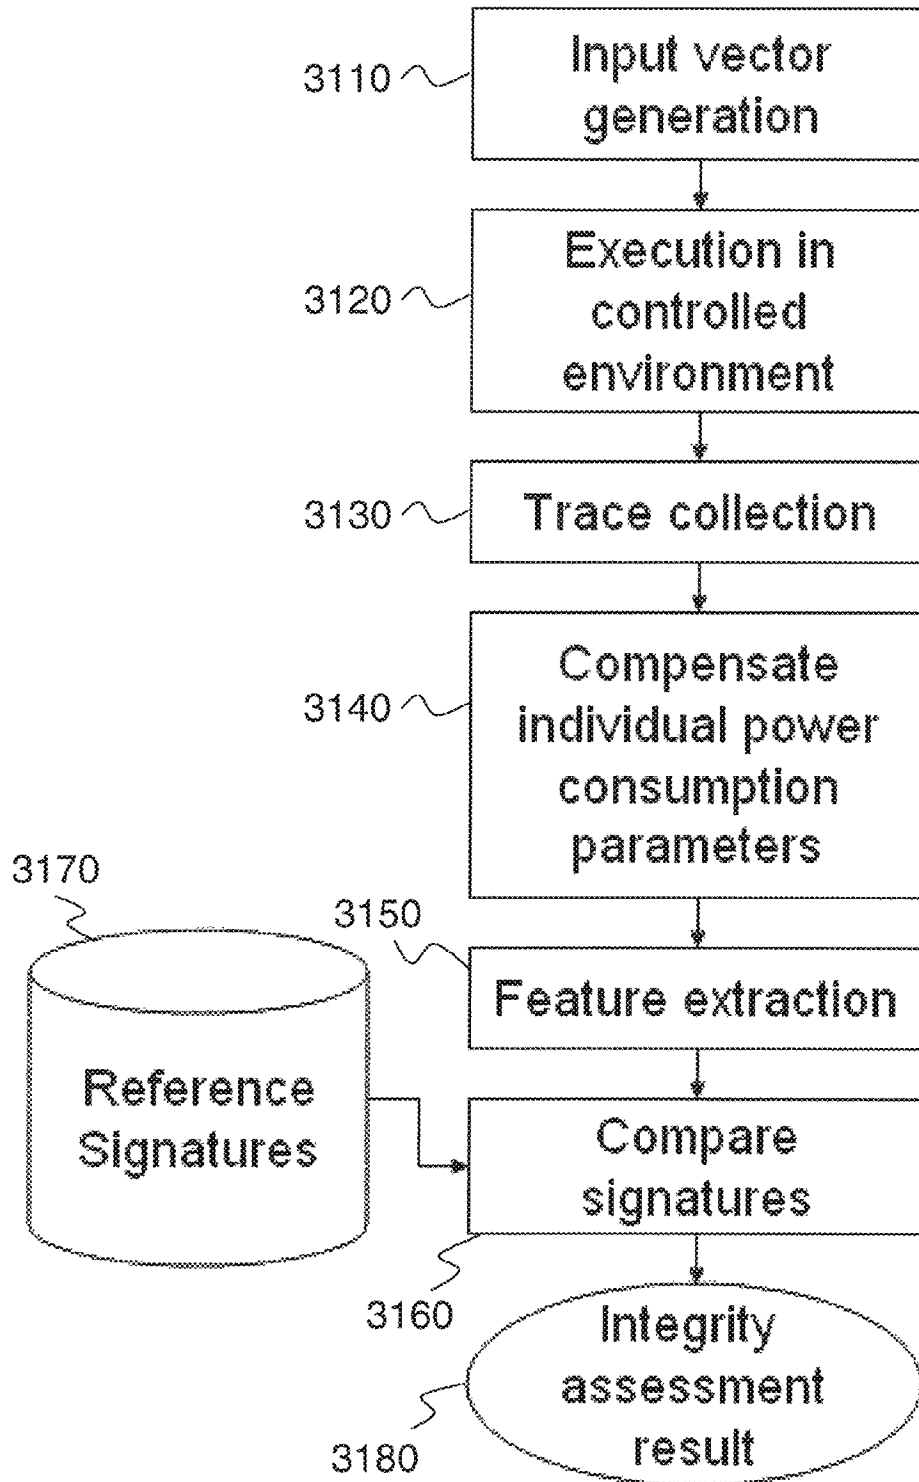 3110
Input vector
generation
3120
Execution in
controlled
environment
3130
Trace collection
3140
Compensate
individual power
consumption
parameters
3170
3150
Feature extraction
Reference
Signatures
Compare
signatures
3160
Integrity
assessment
result
3180